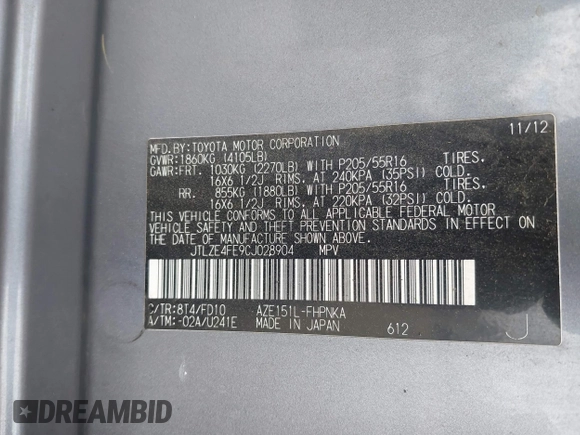 11/12
MFD. BY: TOYOTA MOTOR CORPORATION
GVWR: 1860KG (4105LB)
GAWR: FRT. 1030KG (2270LB) WITH P205/55R16 TIRES.
16X6 1/2J RIMS, AT 240KPA (35PSI) COLD.
RR. 855KG (1880LB) WITH P205/55R16 TIRES.
16X6 1/2J RIMS, AT 220KPA (32PSI) COLD.
THIS VEHICLE CONFORMS TO ALL APPLICABLE FEDERAL MOTOR
VEHICLE SAFETY AND THEFT PREVENTION STANDARDS IN EFFECT ON
THE DATE OF MANUFACTURE SHOWN ABOVE.
JTLZE4FE9CJ028904 MPV
C/TR: 8T4/FD10 AZE151L-FHPNKA
A/TM: -02A/U241E MADE IN JAPAN 612 J
DREAMBID